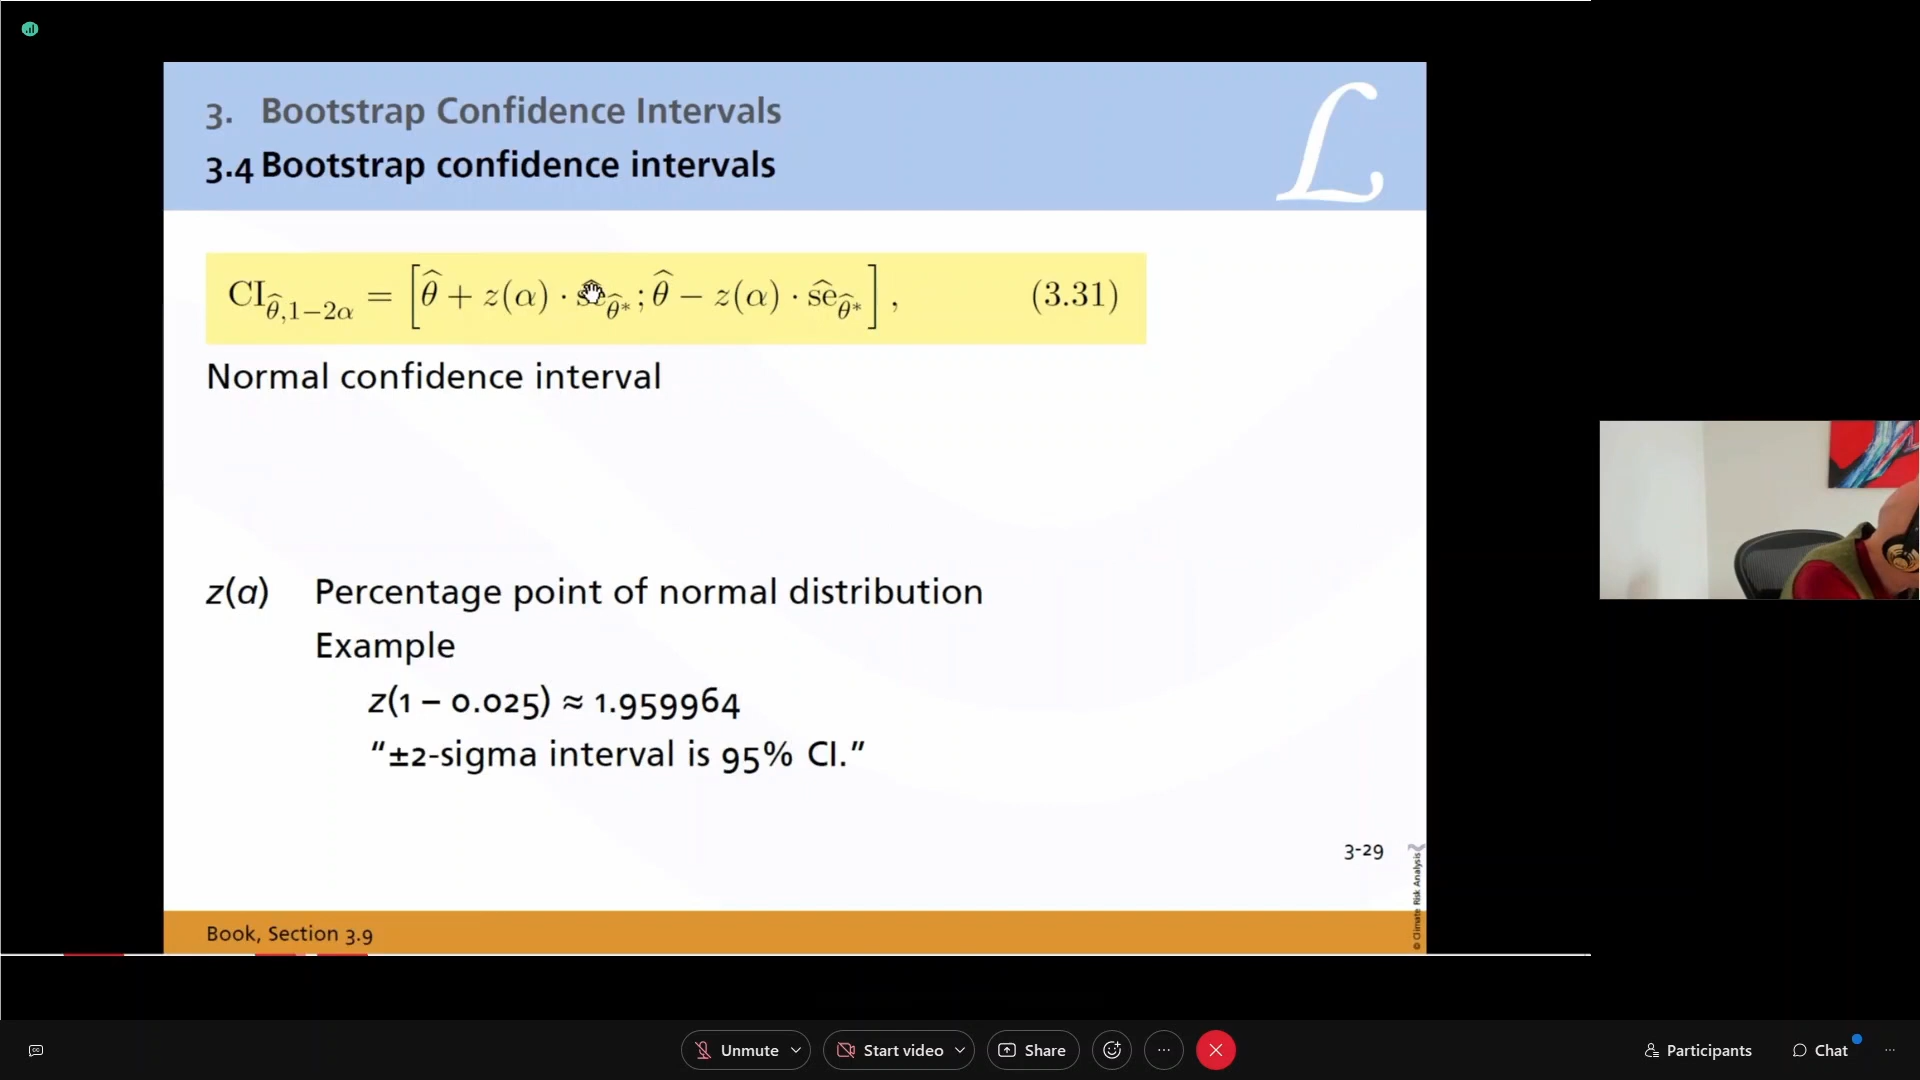 3. Bootstrap Confidence Intervals
3.4 Bootstrap confidence intervals
ℒ
CI_{θ̂,1−2α} = [θ̂ + z(α) · ŝe_{θ̂*}; θ̂ − z(α) · ŝe_{θ̂*}], (3.31)
Normal confidence interval
z(α) Percentage point of normal distribution
Example
z(1 – 0.025) ≈ 1.959964
“±2-sigma interval is 95% CI.”
3-29
© Climate Risk Analysis
Book, Section 3.9
Unmute Start video Share Participants Chat